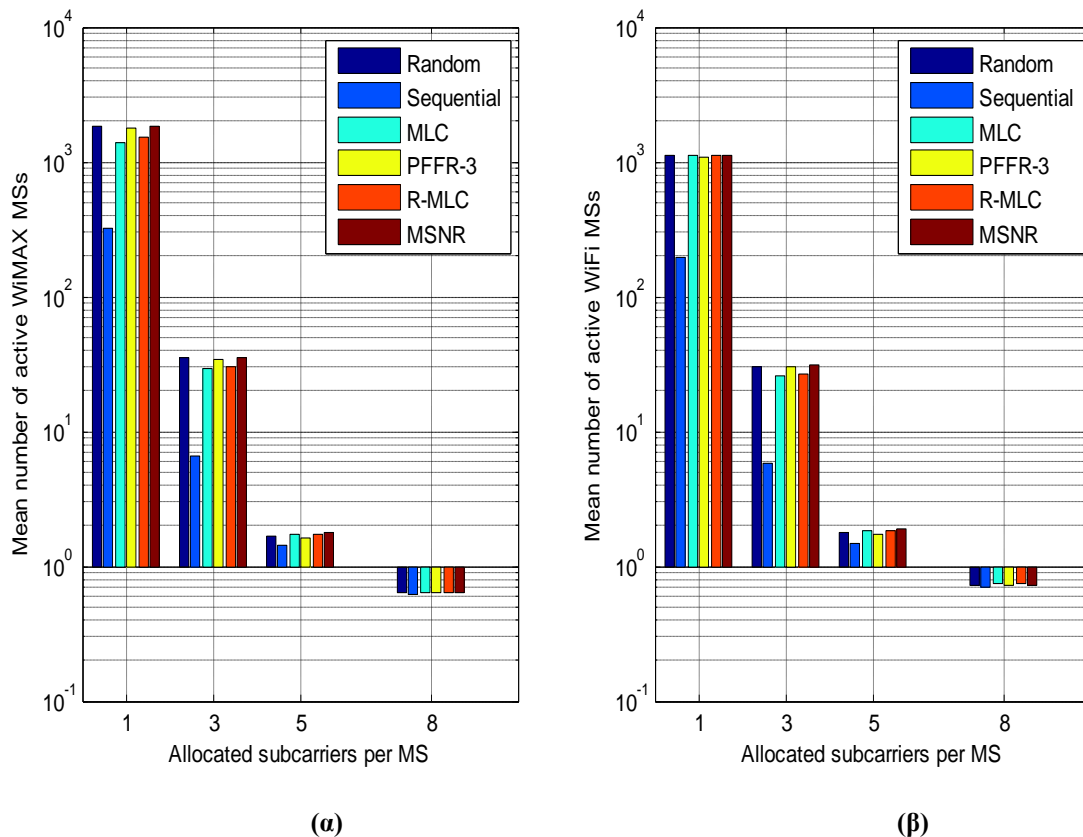 Mean number of active WiMAX MSs
10^4
10^3
10^2
10^1
10^0
10^-1
1 3 5 8
Allocated subcarriers per MS
Random
Sequential
MLC
PFFR-3
R-MLC
MSNR
(α)
Mean number of active WiFi MSs
10^4
10^3
10^2
10^1
10^0
10^-1
1 3 5 8
Allocated subcarriers per MS
Random
Sequential
MLC
PFFR-3
R-MLC
MSNR
(β)